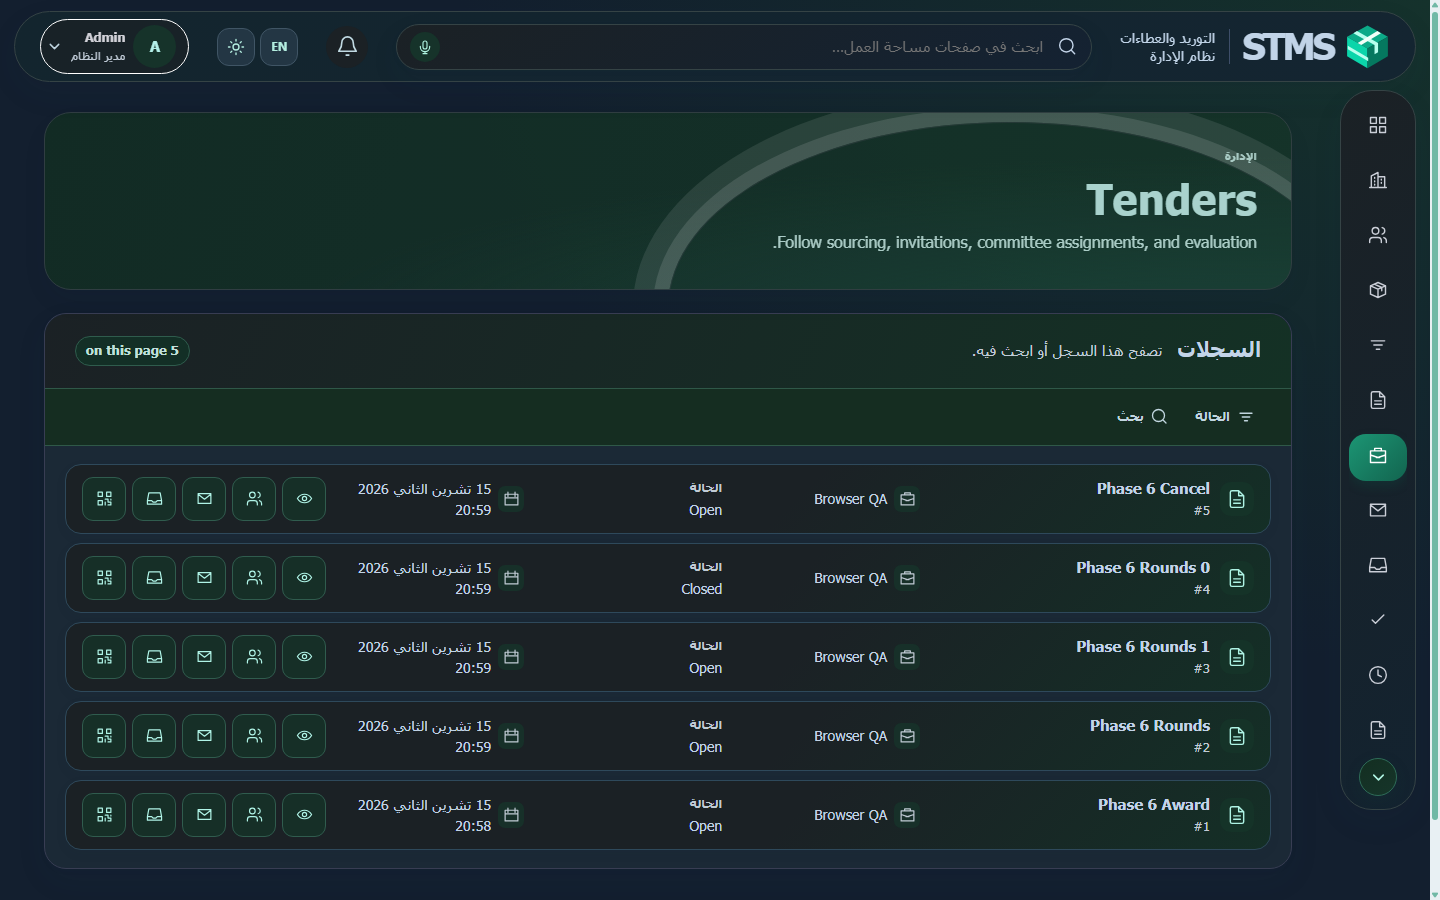 STMS
التوريد والعطاءات
نظام الإدارة
ابحث في صفحات مساحة العمل...
EN
A
Admin
مدير النظام
الإدارة
Tenders
Follow sourcing, invitations, committee assignments, and evaluation.
السجلات
تصفح هذا السجل أو ابحث فيه.
5 on this page
الحالة
بحث
Phase 6 Cancel
#5
Browser QA
الحالة
Open
15 تشرين الثاني 2026
20:59
Phase 6 Rounds 0
#4
Browser QA
الحالة
Closed
15 تشرين الثاني 2026
20:59
Phase 6 Rounds 1
#3
Browser QA
الحالة
Open
15 تشرين الثاني 2026
20:59
Phase 6 Rounds
#2
Browser QA
الحالة
Open
15 تشرين الثاني 2026
20:59
Phase 6 Award
#1
Browser QA
الحالة
Open
15 تشرين الثاني 2026
20:58